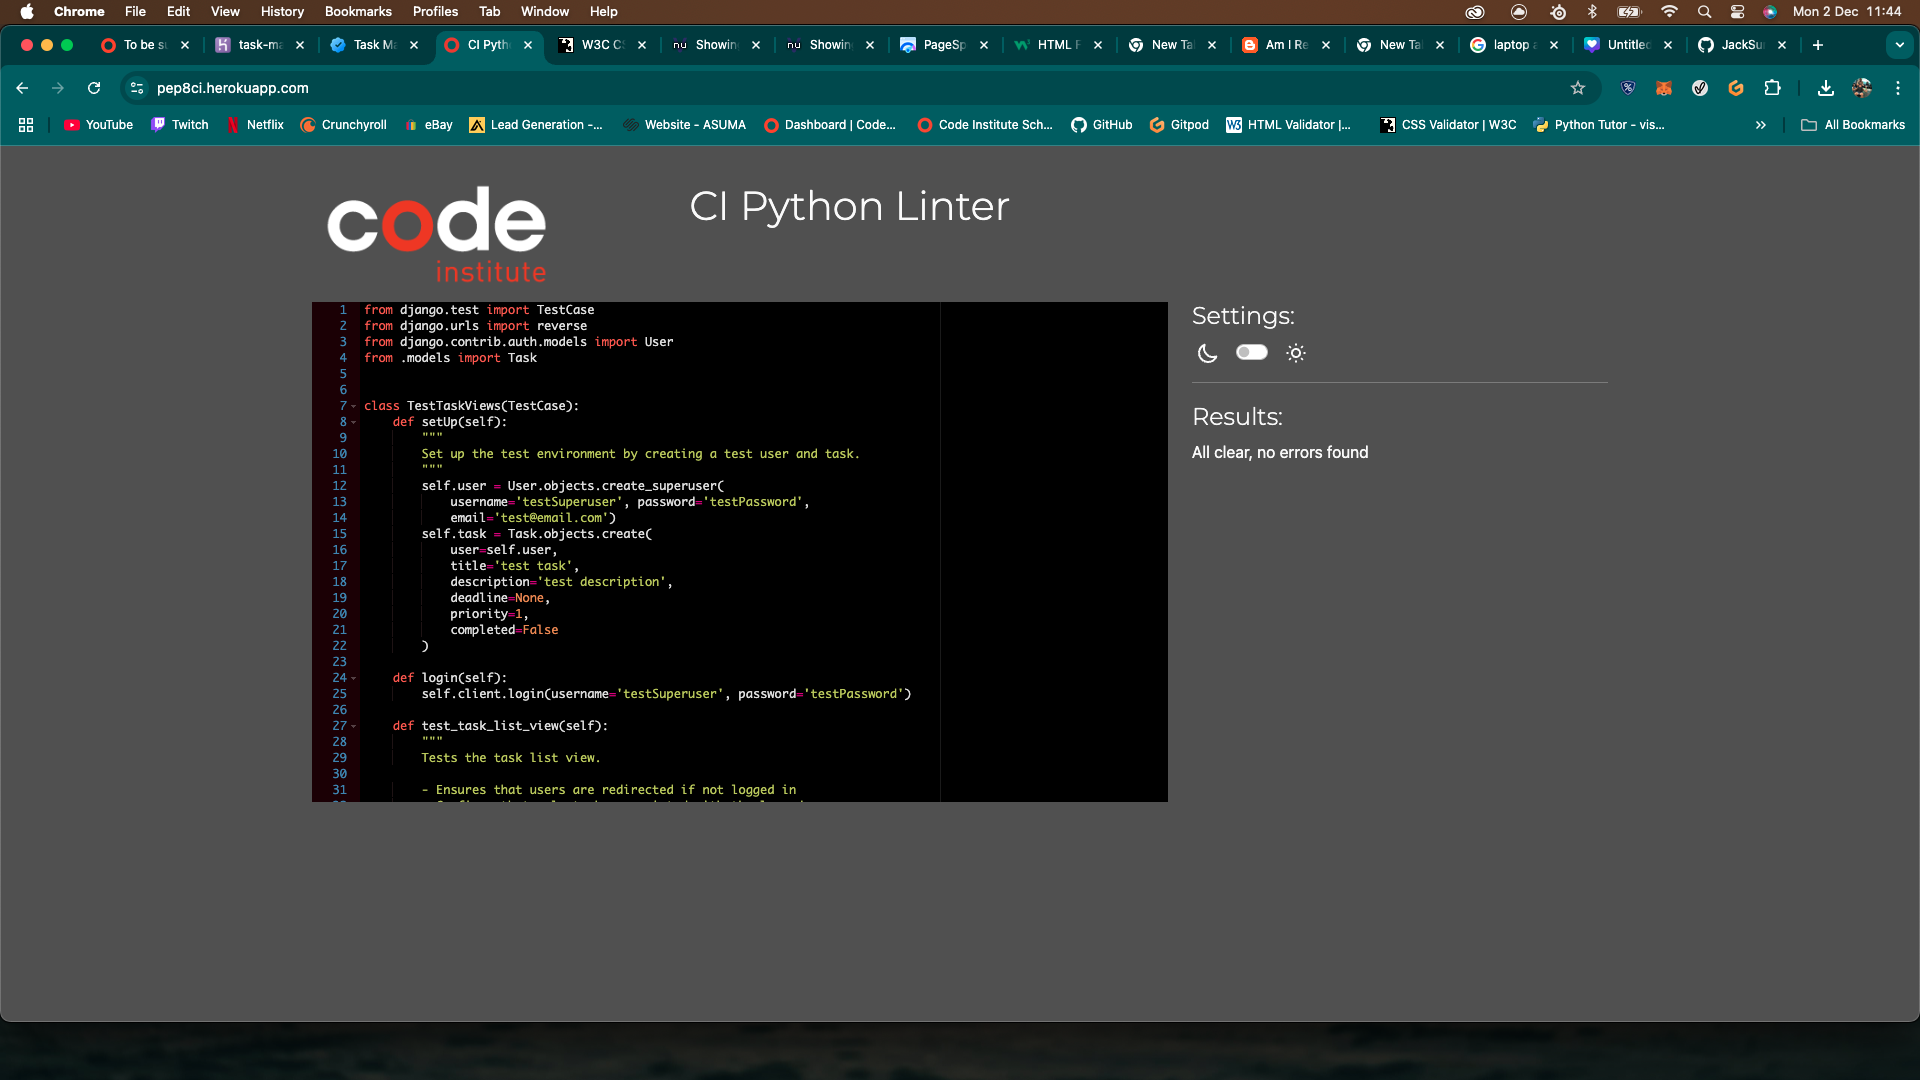 Chrome File Edit View History Bookmarks Profiles Tab Window Help Mon 2 Dec 11:44
To be su task-ma Task Ma CI Pytho W3C CS Showin Showin PageSp HTML F New Ta Am I Re New Ta laptop a Untitled JackSu
pep8ci.herokuapp.com
YouTube Twitch Netflix Crunchyroll eBay Lead Generation -... Website - ASUMA Dashboard | Code... Code Institute Sch... GitHub Gitpod HTML Validator |... CSS Validator | W3C Python Tutor - vis... » All Bookmarks
code
institute
CI Python Linter
1 from django.test import TestCase
2 from django.urls import reverse
3 from django.contrib.auth.models import User
4 from .models import Task
5
6
7 class TestTaskViews(TestCase):
8 def setUp(self):
9 """
10 Set up the test environment by creating a test user and task.
11 """
12 self.user = User.objects.create_superuser(
13 username='testSuperuser', password='testPassword',
14 email='test@email.com')
15 self.task = Task.objects.create(
16 user=self.user,
17 title='test task',
18 description='test description',
19 deadline=None,
20 priority=1,
21 completed=False
22 )
23
24 def login(self):
25 self.client.login(username='testSuperuser', password='testPassword')
26
27 def test_task_list_view(self):
28 """
29 Tests the task list view.
30
31 - Ensures that users are redirected if not logged in
Settings:
Results:
All clear, no errors found